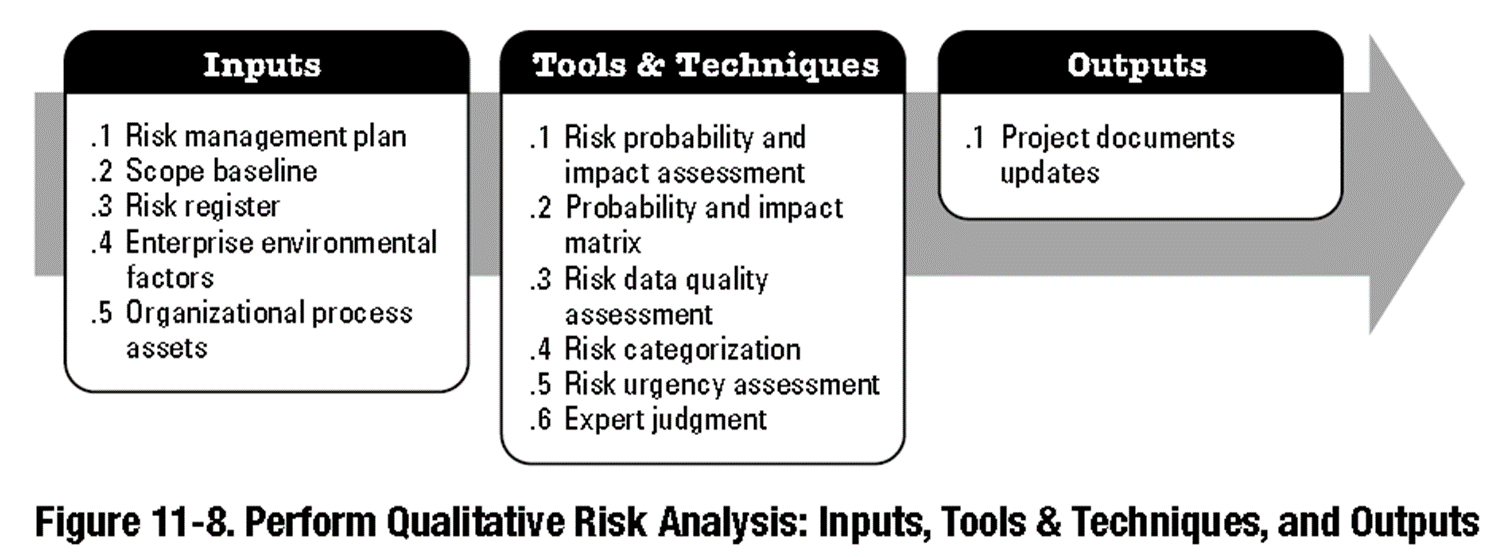 Inputs
.1 Risk management plan
.2 Scope baseline
.3 Risk register
.4 Enterprise environmental
factors
.5 Organizational process
assets
Tools & Techniques
.1 Risk probability and
impact assessment
.2 Probability and impact
matrix
.3 Risk data quality
assessment
.4 Risk categorization
.5 Risk urgency assessment
.6 Expert judgment
Outputs
.1 Project documents
updates
Figure 11-8. Perform Qualitative Risk Analysis: Inputs, Tools & Techniques, and Outputs